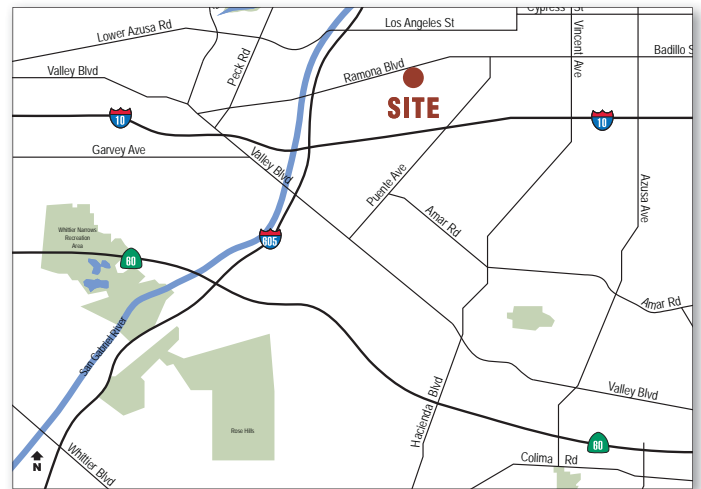 Cypress St
Lower Azusa Rd
Los Angeles St
Vincent Ave
Badillo S
Peck Rd
Valley Blvd
Ramona Blvd
SITE
10
10
Garvey Ave
Valley Blvd
Puente Ave
Azusa Ave
Amar Rd
Whittier Narrows
Recreation
Area
605
60
Amar Rd
San Gabriel River
Valley Blvd
Hacienda Blvd
Rose Hills
60
Whittier Blvd
Colima Rd
N